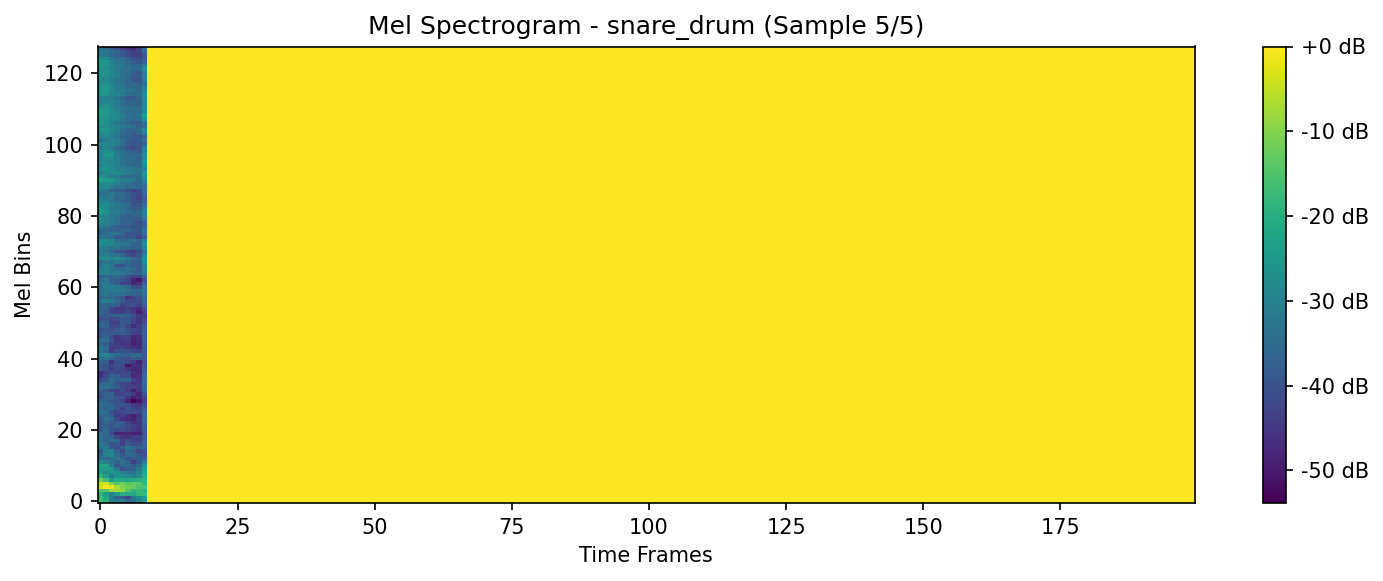 Mel Spectrogram - snare_drum (Sample 5/5)
Mel Bins
120
100
80
60
40
20
0
0 25 50 75 100 125 150 175
Time Frames
+0 dB
-10 dB
-20 dB
-30 dB
-40 dB
-50 dB